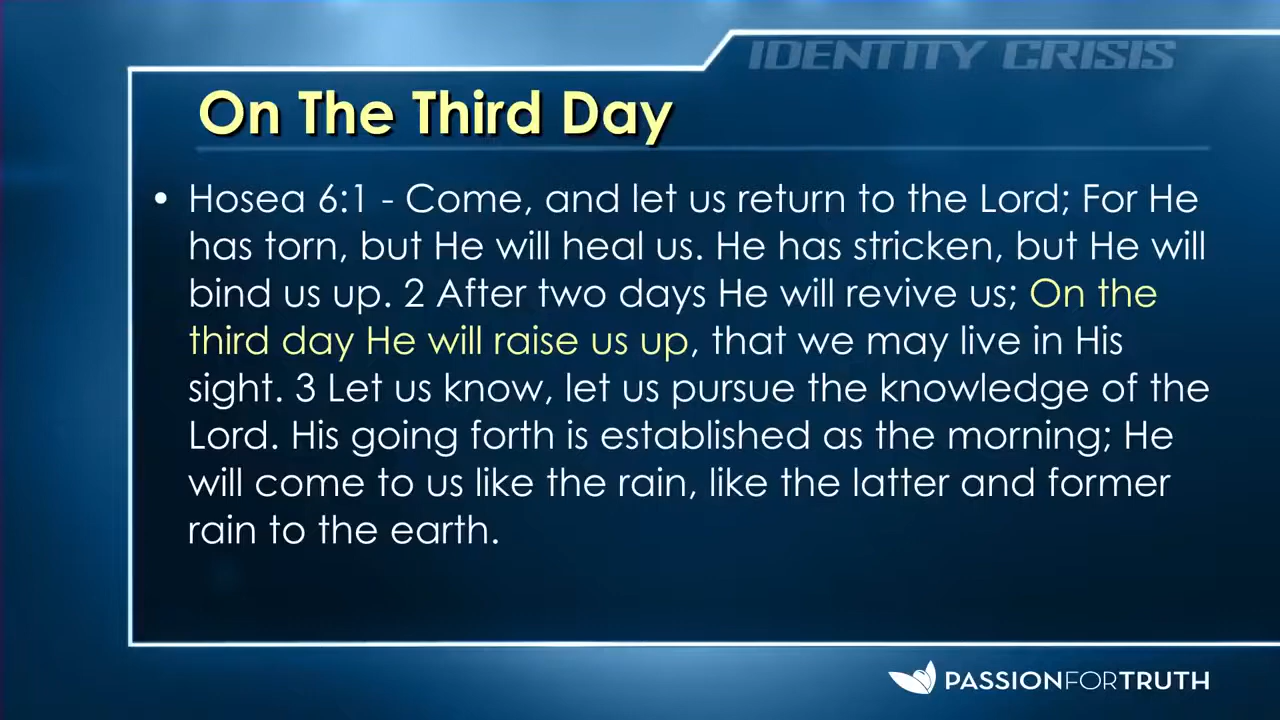 IDENTITY CRISIS
On The Third Day
• Hosea 6:1 - Come, and let us return to the Lord; For He
has torn, but He will heal us. He has stricken, but He will
bind us up. 2 After two days He will revive us; On the
third day He will raise us up, that we may live in His
sight. 3 Let us know, let us pursue the knowledge of the
Lord. His going forth is established as the morning; He
will come to us like the rain, like the latter and former
rain to the earth.
PASSIONFORTRUTH